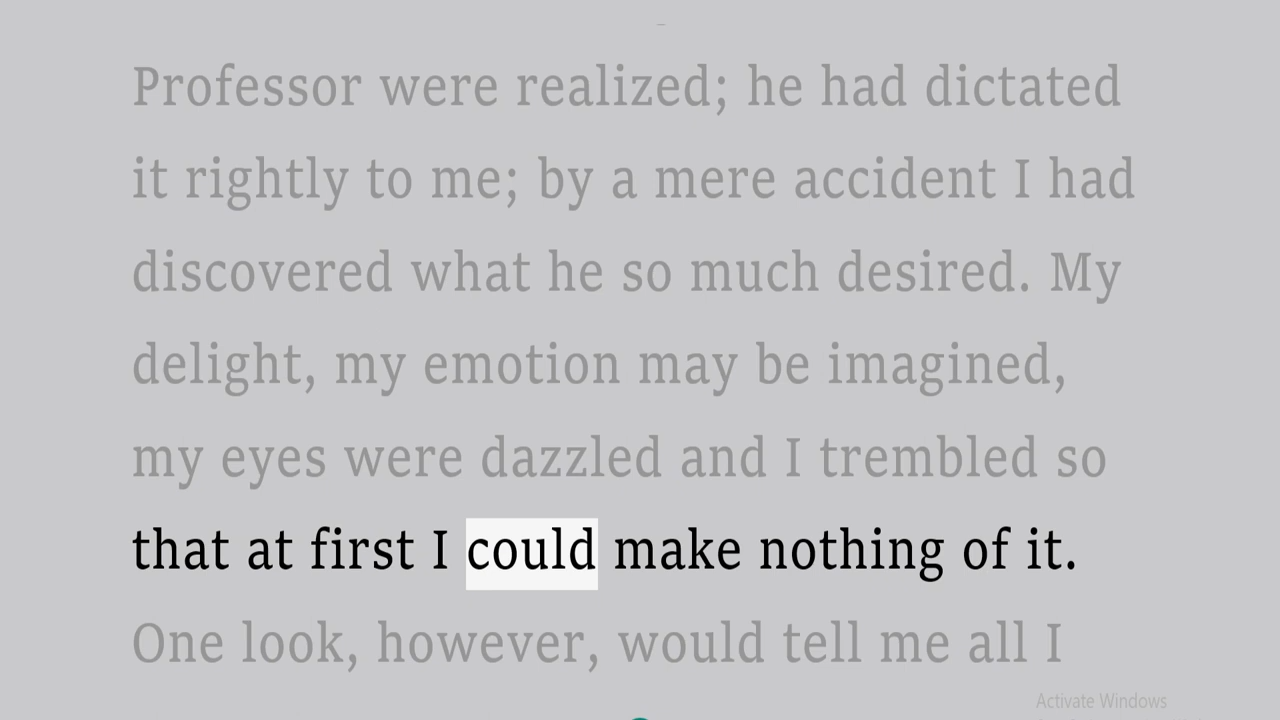 Professor were realized; he had dictated
it rightly to me; by a mere accident I had
discovered what he so much desired. My
delight, my emotion may be imagined,
my eyes were dazzled and I trembled so
that at first I could make nothing of it.
One look, however, would tell me all I
Activate Windows